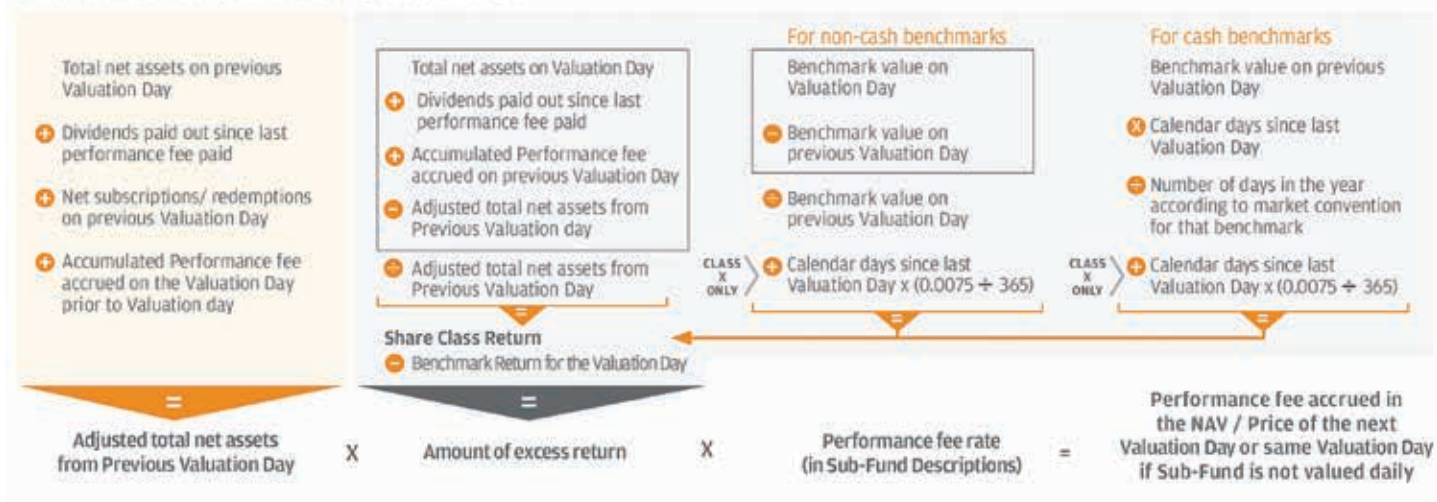 Total net assets on previous
Valuation Day
+ Dividends paid out since last
performance fee paid
+ Net subscriptions/ redemptions
on previous Valuation Day
+ Accumulated Performance fee
accrued on the Valuation Day
prior to Valuation day
=
Adjusted total net assets
from Previous Valuation Day
X
Total net assets on Valuation Day
+ Dividends paid out since last
performance fee paid
+ Accumulated Performance fee
accrued on previous Valuation Day
− Adjusted total net assets from
Previous Valuation day
÷ Adjusted total net assets from
Previous Valuation Day
=
Share Class Return
− Benchmark Return for the Valuation Day
=
Amount of excess return
X
For non-cash benchmarks
Benchmark value on
Valuation Day
− Benchmark value on
previous Valuation Day
÷ Benchmark value on
previous Valuation Day
CLASS
X
ONLY
+ Calendar days since last
Valuation Day x (0.0075 ÷ 365)
=
For cash benchmarks
Benchmark value on previous
Valuation Day
X Calendar days since last
Valuation Day
÷ Number of days in the year
according to market convention
for that benchmark
CLASS
X
ONLY
+ Calendar days since last
Valuation Day x (0.0075 ÷ 365)
=
Performance fee rate
(in Sub-Fund Descriptions)
=
Performance fee accrued in
the NAV / Price of the next
Valuation Day or same Valuation Day
if Sub-Fund is not valued daily